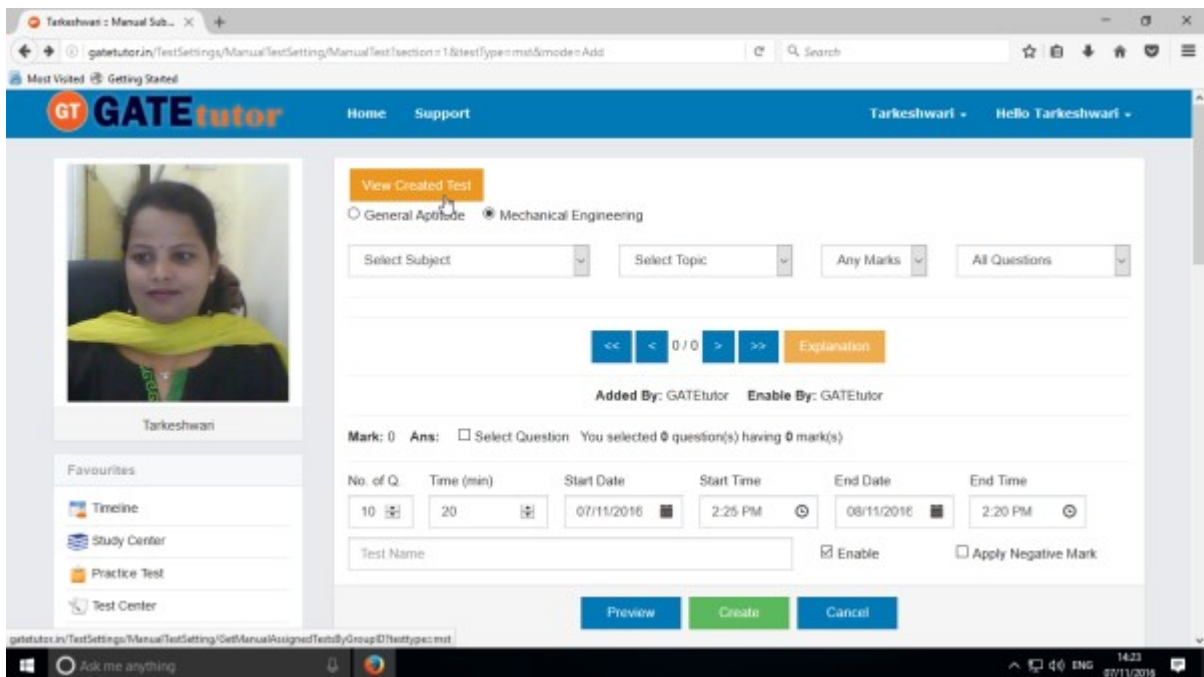 Tarkeshwari :: Manual Sub...
gatetutor.in/TestSettings/ManualTestSetting/ManualTest?section=1&testType=mst&mode=Add
Search
Most Visited Getting Started
GT GATEtutor Home Support Tarkeshwari Hello Tarkeshwari
View Created Test
General Aptitude Mechanical Engineering
Select Subject Select Topic Any Marks All Questions
<< < 0 / 0 > >> Explanation
Added By: GATEtutor Enable By: GATEtutor
Tarkeshwari
Mark: 0 Ans: Select Question You selected 0 question(s) having 0 mark(s)
Favourites
No. of Q. Time (min) Start Date Start Time End Date End Time
Timeline
10 20 07/11/2016 2:25 PM 08/11/2016 2:20 PM
Study Center
Test Name Enable Apply Negative Mark
Practice Test
Test Center
Preview Create Cancel
gatetutor.in/TestSettings/ManualTestSetting/GetManualAssignedTestsByGroupID?testtype=mst
Ask me anything ENG 14:23
07/11/2016